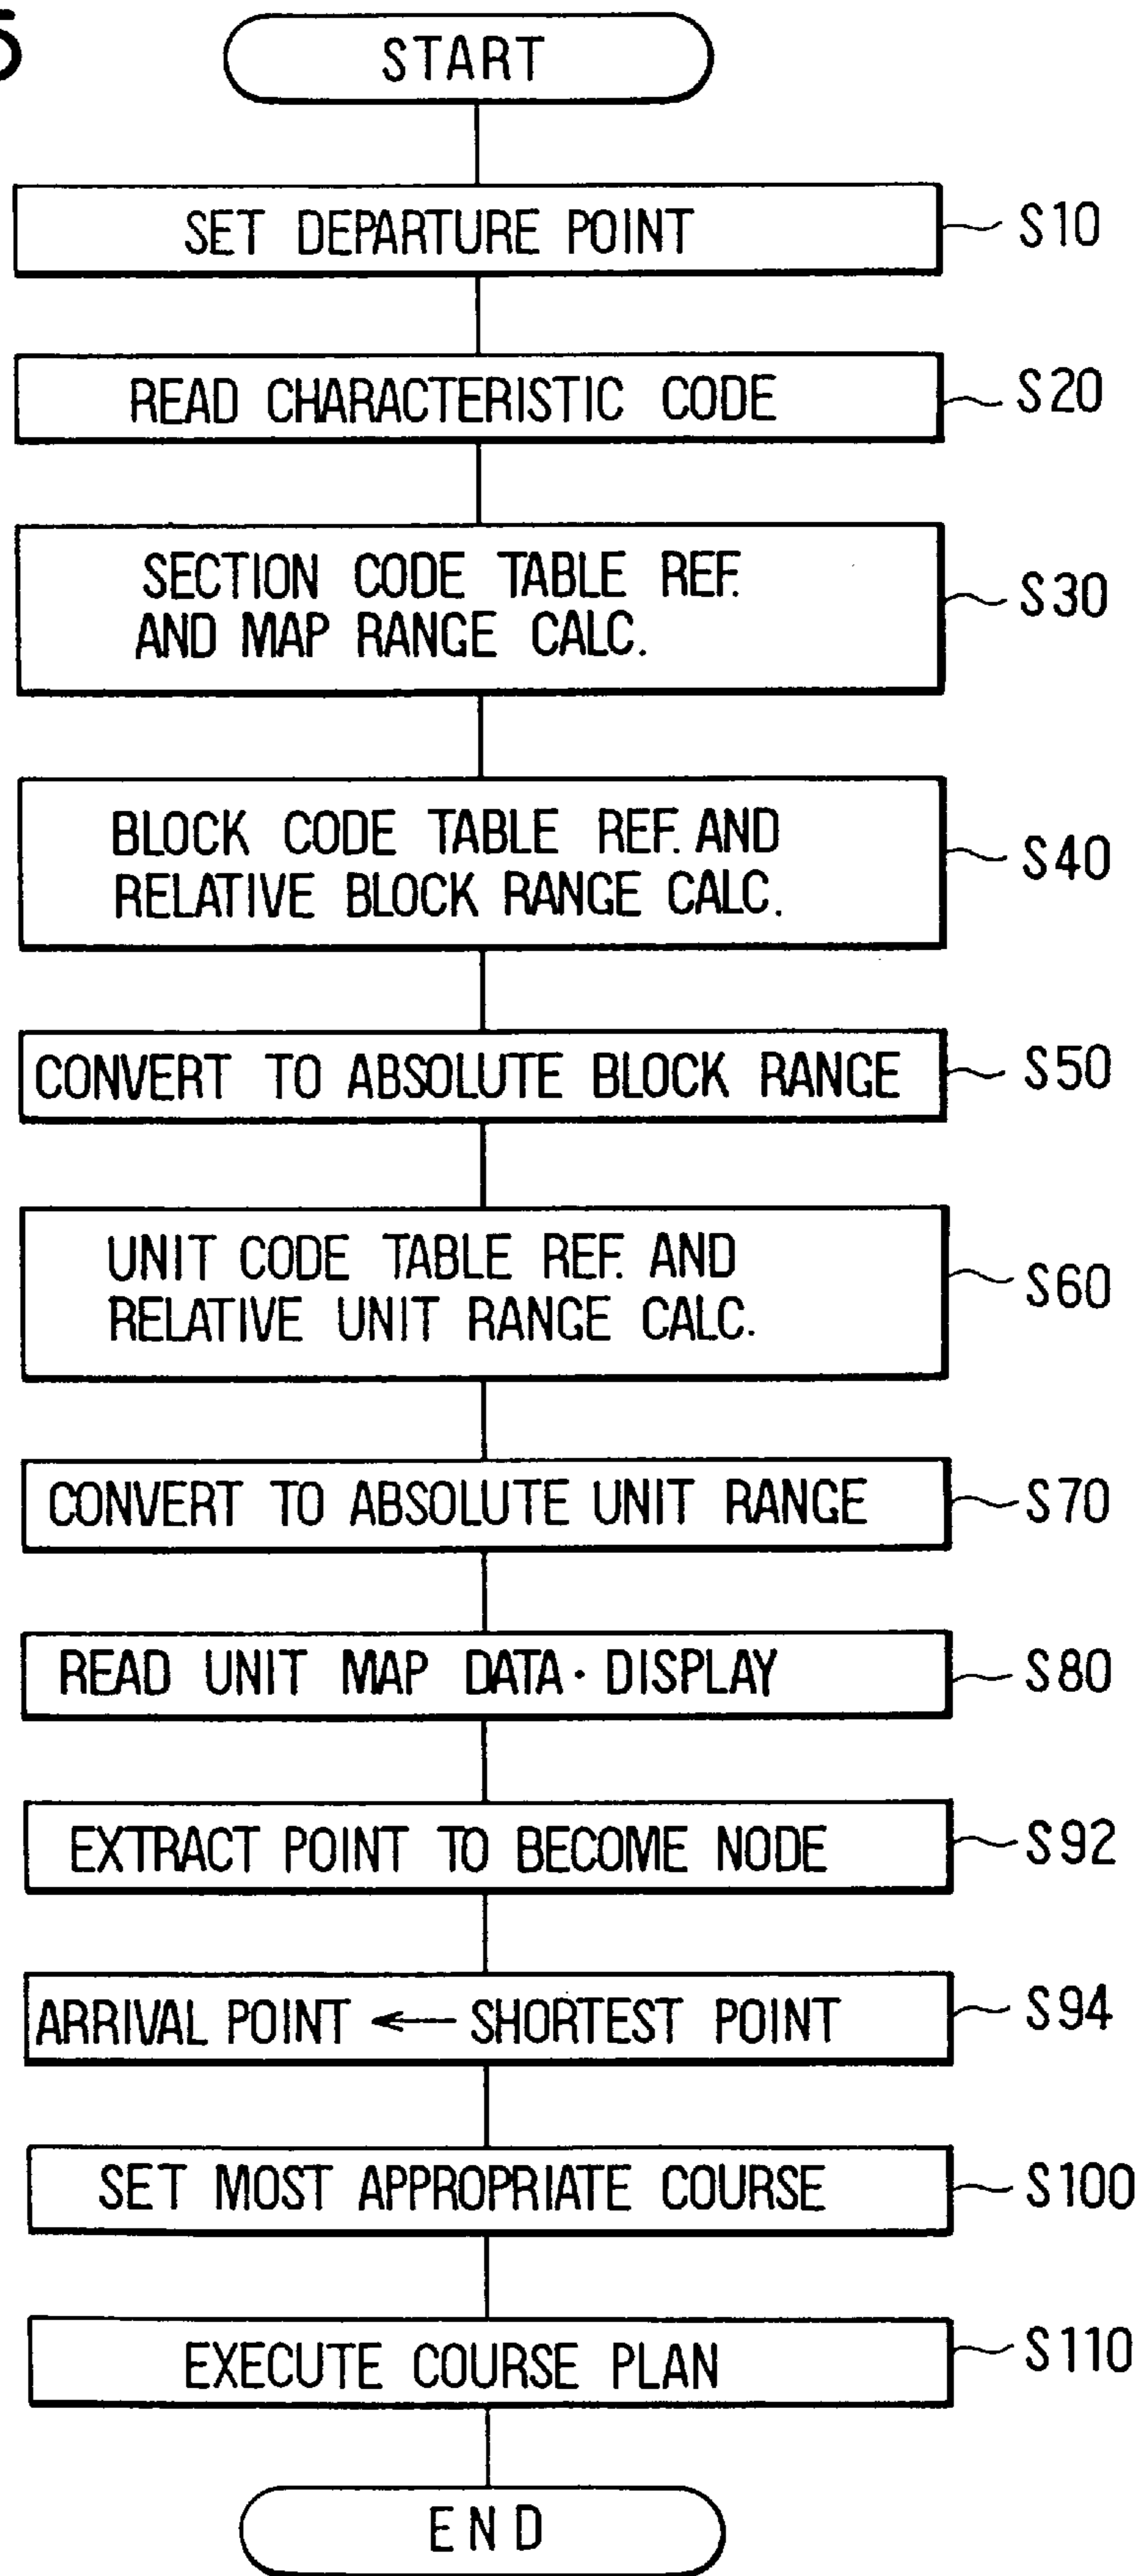 5
START
SET DEPARTURE POINT
S10
READ CHARACTERISTIC CODE
S20
SECTION CODE TABLE REF.
AND MAP RANGE CALC.
S30
BLOCK CODE TABLE REF. AND
RELATIVE BLOCK RANGE CALC.
S40
CONVERT TO ABSOLUTE BLOCK RANGE
S50
UNIT CODE TABLE REF. AND
RELATIVE UNIT RANGE CALC.
S60
CONVERT TO ABSOLUTE UNIT RANGE
S70
READ UNIT MAP DATA · DISPLAY
S80
EXTRACT POINT TO BECOME NODE
S92
ARRIVAL POINT ← SHORTEST POINT
S94
SET MOST APPROPRIATE COURSE
S100
EXECUTE COURSE PLAN
S110
END